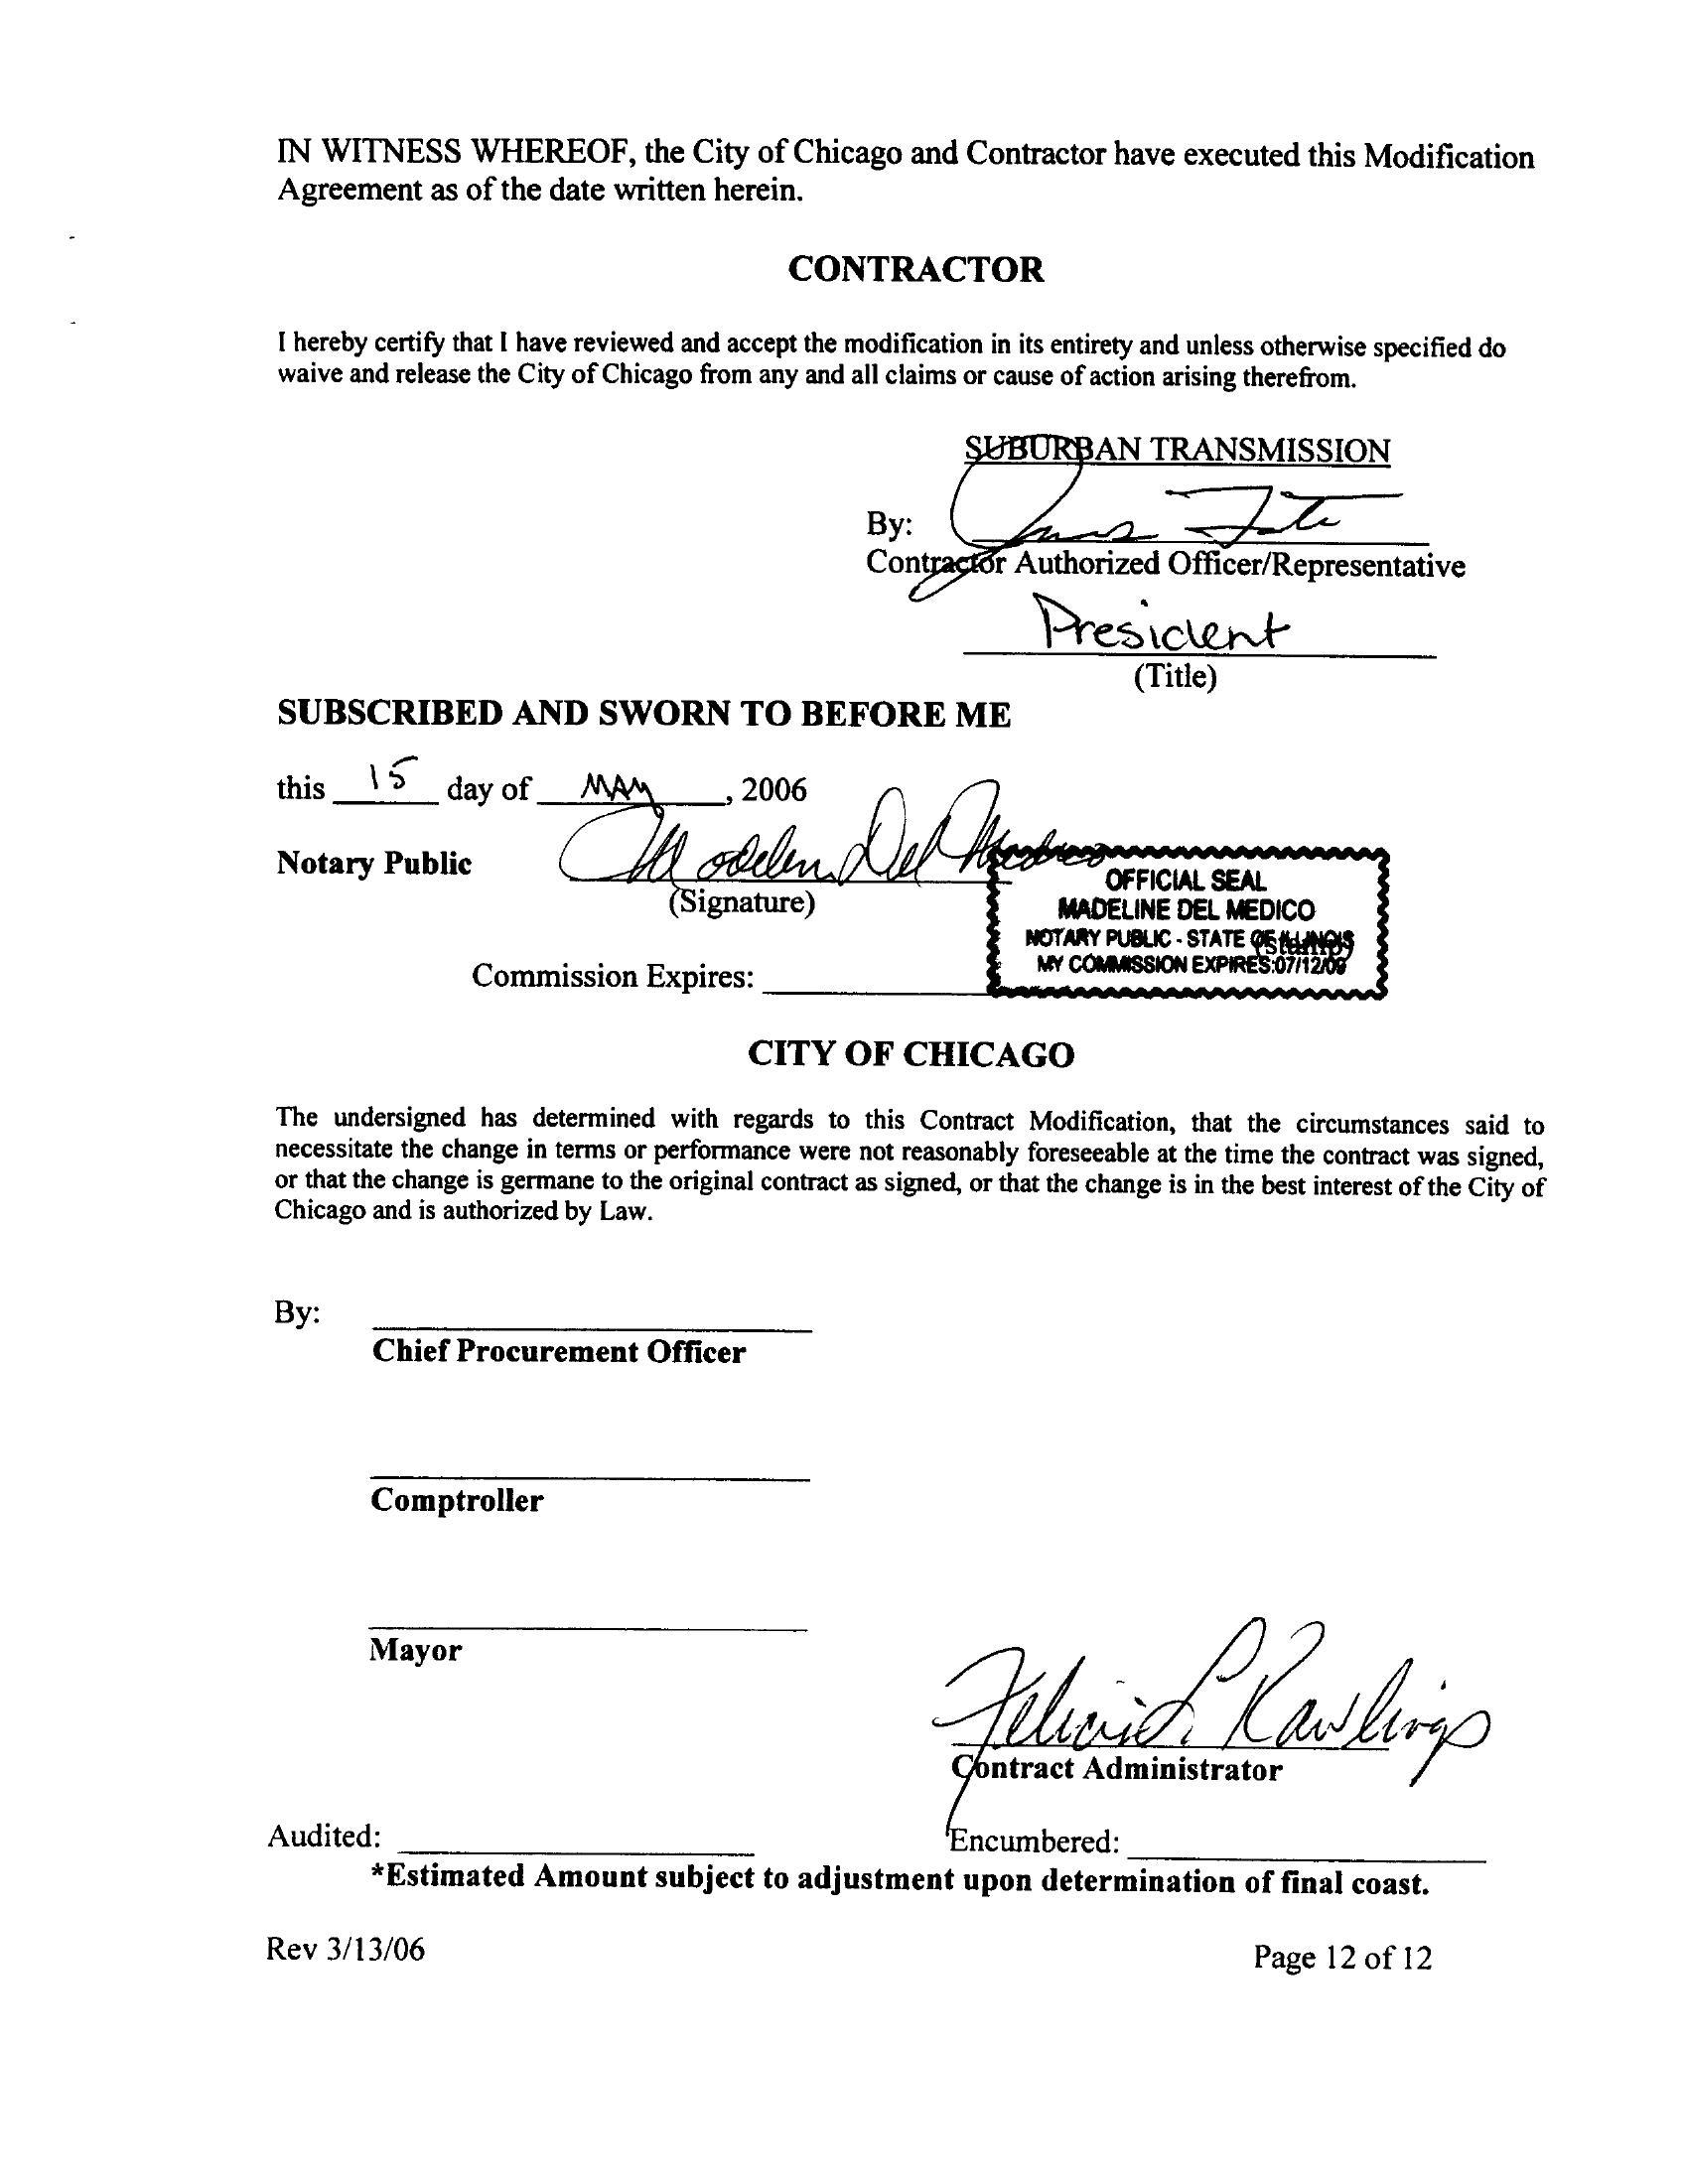 IN WITNESS WHEREOF, the City of Chicago and Contractor have executed this Modification
Agreement as of the date written herein.
CONTRACTOR
I hereby certify that I have reviewed and accept the modification in its entirety and unless otherwise specified do
waive and release the City of Chicago from any and all claims or cause of action arising therefrom.
SUBURBAN TRANSMISSION
By:
Contractor Authorized Officer/Representative
President
(Title)
SUBSCRIBED AND SWORN TO BEFORE ME
this 15 day of MAY, 2006
Notary Public Madeline Del Medico
(Signature)
OFFICIAL SEAL
MADELINE DEL MEDICO
NOTARY PUBLIC - STATE OF ILLINOIS
(stamp)
MY COMMISSION EXPIRES:07/12/09
Commission Expires:
CITY OF CHICAGO
The undersigned has determined with regards to this Contract Modification, that the circumstances said to
necessitate the change in terms or performance were not reasonably foreseeable at the time the contract was signed,
or that the change is germane to the original contract as signed, or that the change is in the best interest of the City of
Chicago and is authorized by Law.
By:
Chief Procurement Officer
Comptroller
Mayor
Felicia L. Rawlings
Contract Administrator
Audited: Encumbered:
*Estimated Amount subject to adjustment upon determination of final coast.
Rev 3/13/06 Page 12 of 12